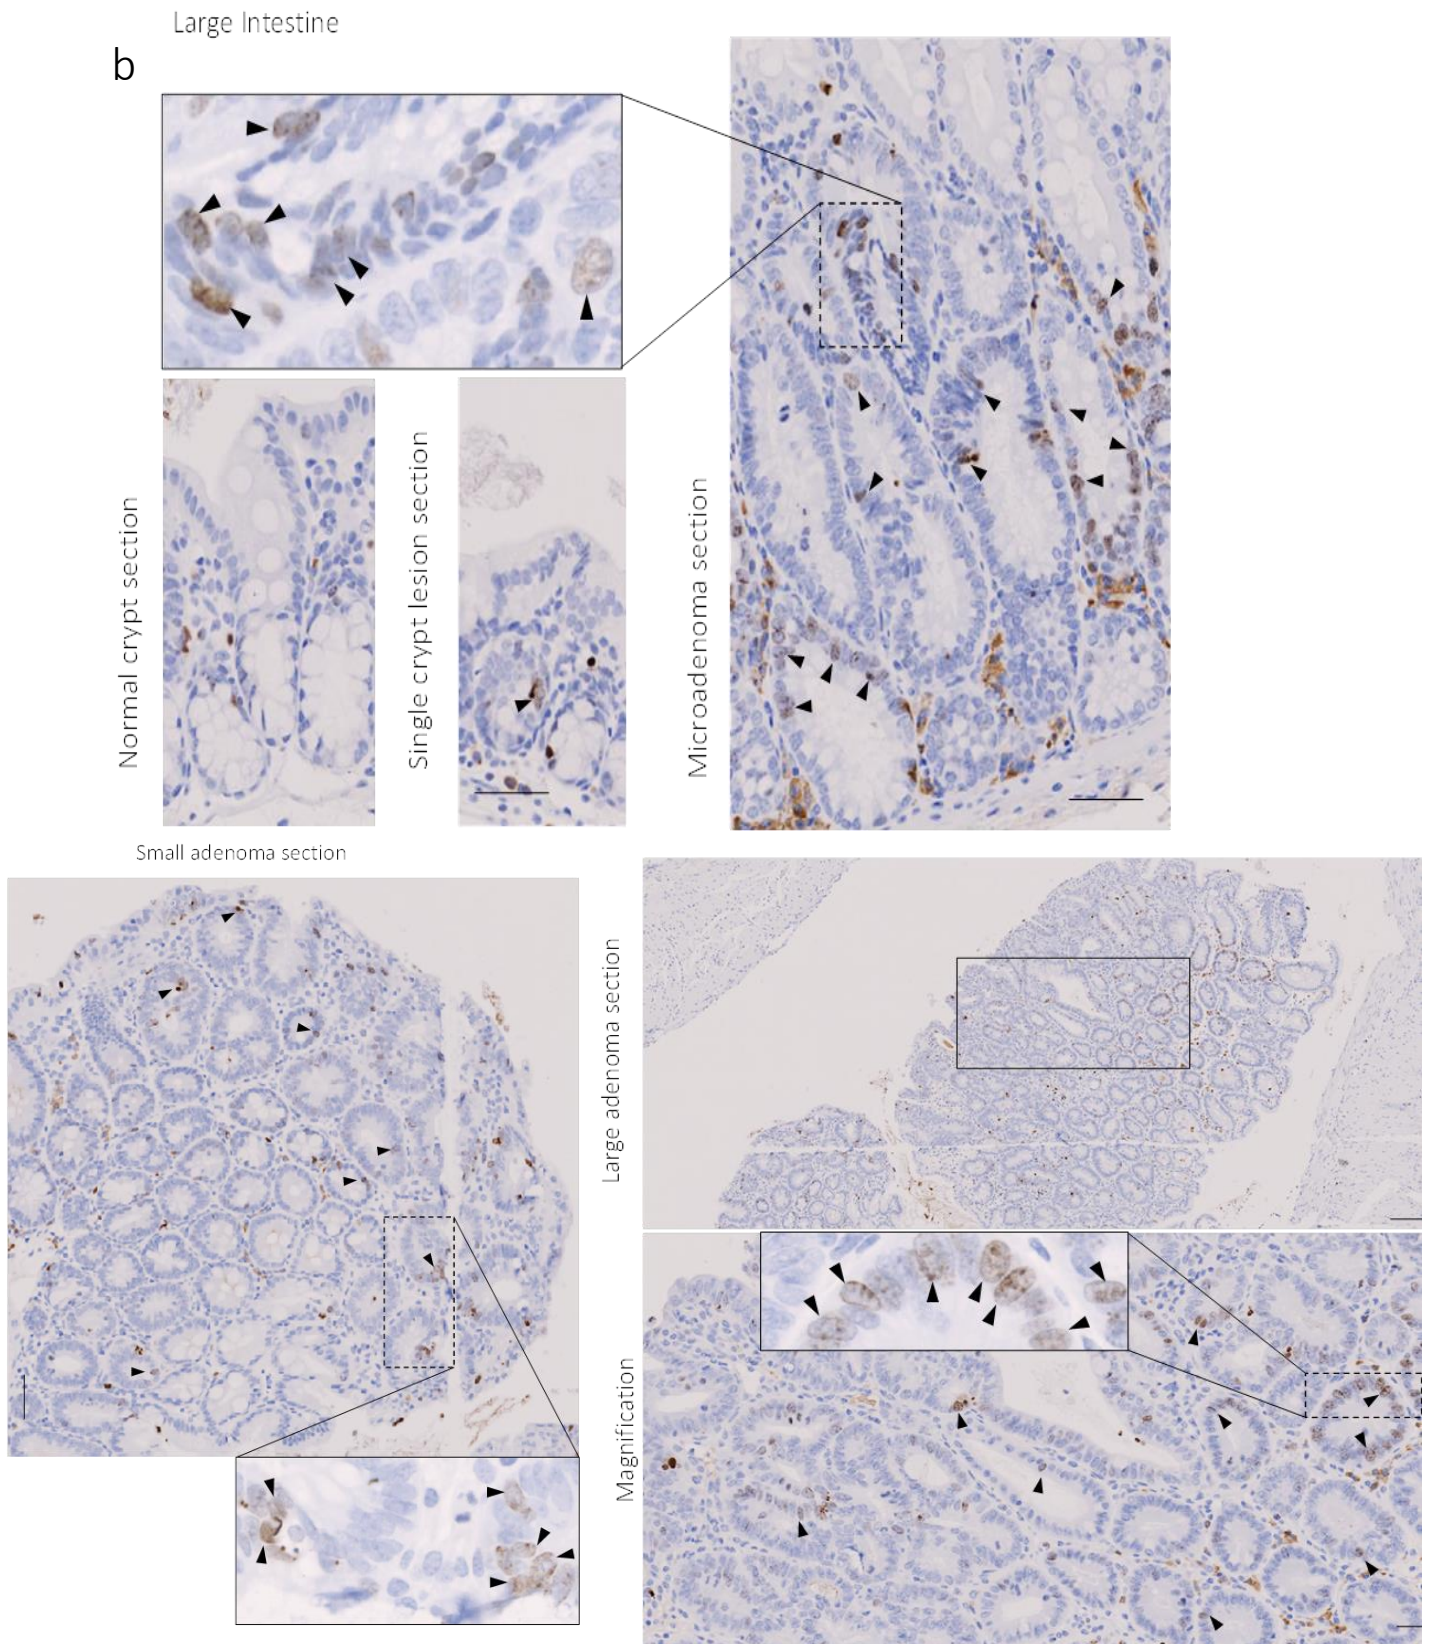 Large Intestine
b
Normal crypt section
Single crypt lesion section
Microadenoma section
Small adenoma section
Large adenoma section
Magnification